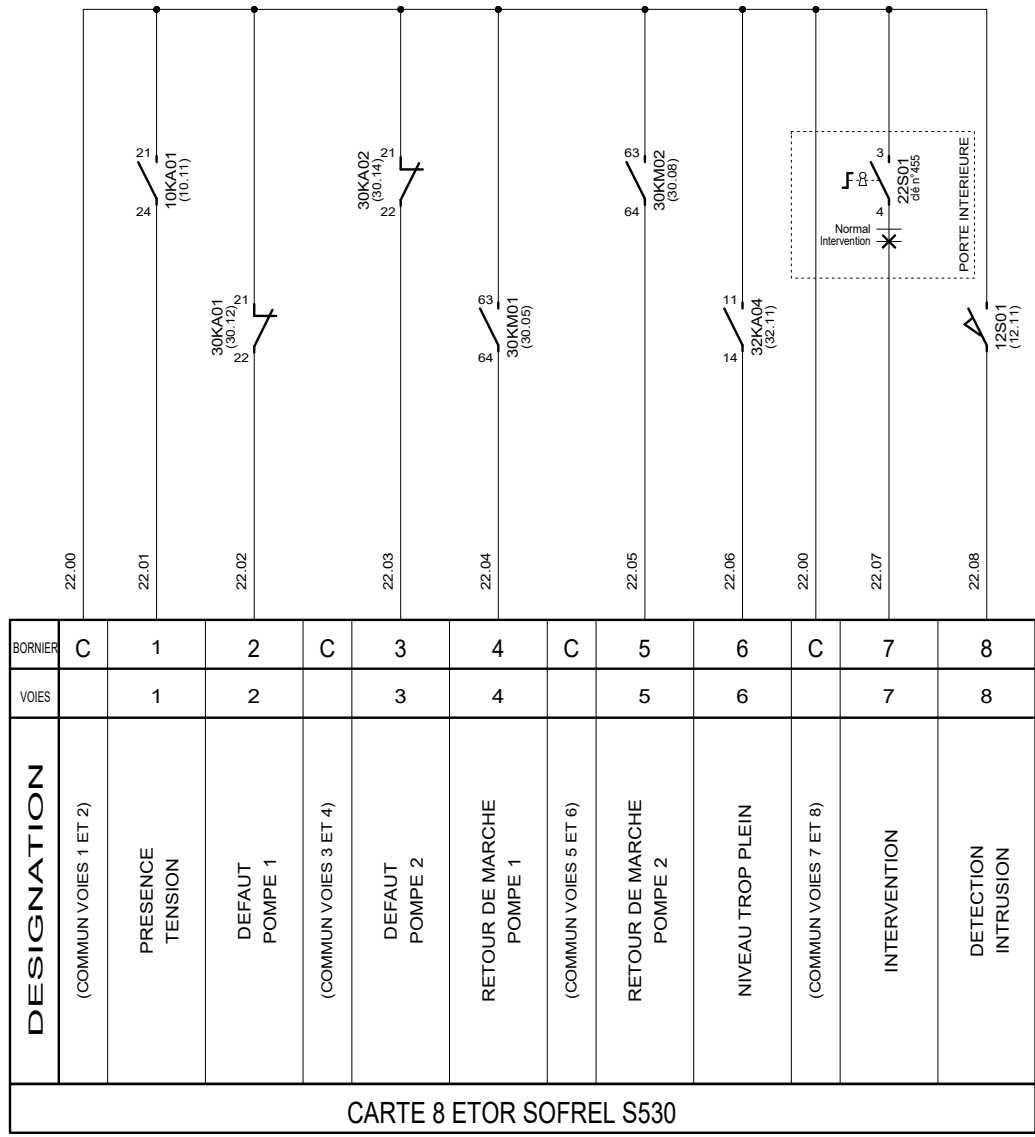 21
10KA01
(10.11)
24
30KA02
(30.14)
21
22
63
30KM02
(30.08)
64
3
22S01
clé n°455
4
Normal
Intervention
PORTE INTERIEURE
30KA01
(30.12)
21
22
63
30KM01
(30.05)
64
11
32KA04
(32.11)
14
12S01
(12.11)
22.00
22.01
22.02
22.03
22.04
22.05
22.06
22.00
22.07
22.08
BORNIER C 1 2 C 3 4 C 5 6 C 7 8
VOIES 1 2 3 4 5 6 7 8
DESIGNATION
(COMMUN VOIES 1 ET 2)
PRESENCE
TENSION
DEFAUT
POMPE 1
(COMMUN VOIES 3 ET 4)
DEFAUT
POMPE 2
RETOUR DE MARCHE
POMPE 1
(COMMUN VOIES 5 ET 6)
RETOUR DE MARCHE
POMPE 2
NIVEAU TROP PLEIN
(COMMUN VOIES 7 ET 8)
INTERVENTION
DETECTION
INTRUSION
CARTE 8 ETOR SOFREL S530